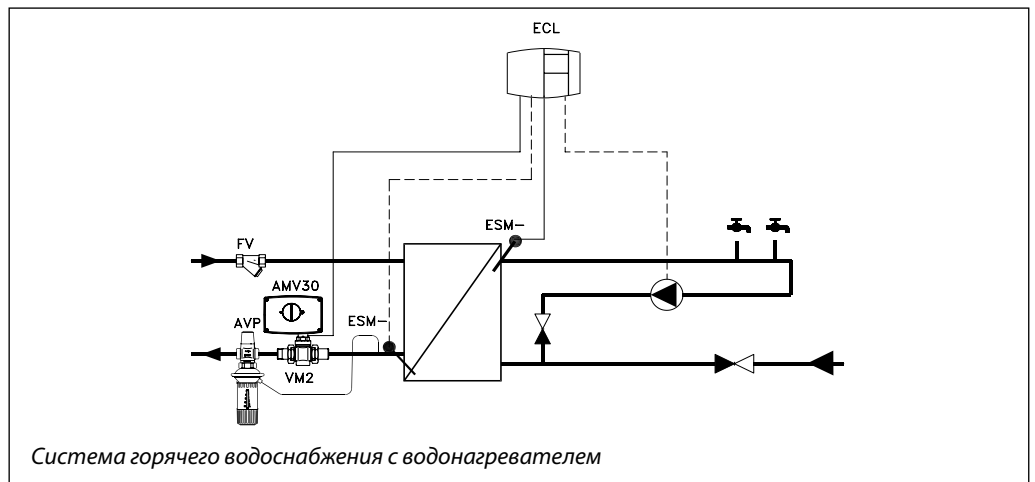 ECL
ESM-
FV
AMV30
AVP
ESM-
VM2
Система горячего водоснабжения с водонагревателем